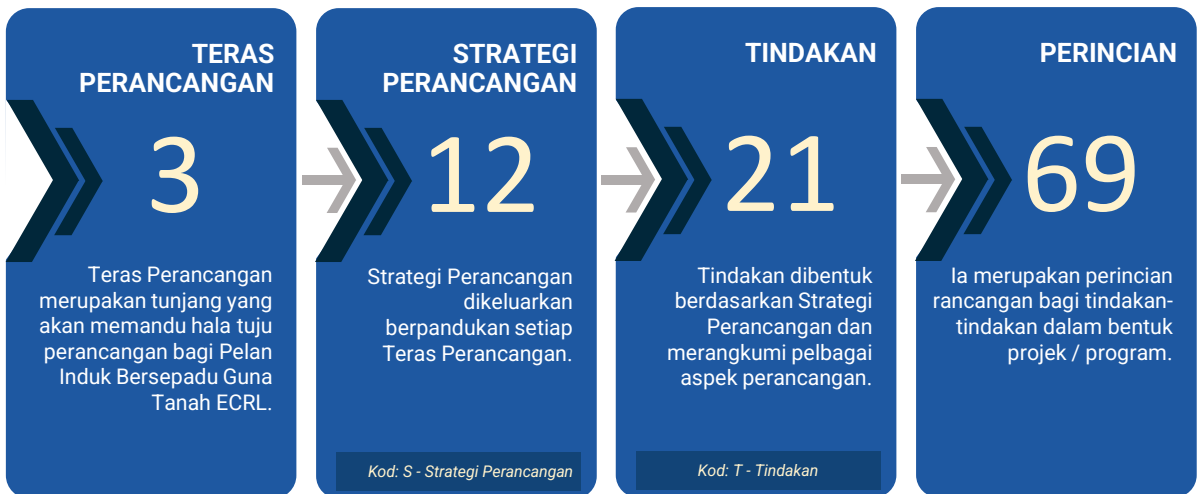 TERAS
PERANCANGAN
3
Teras Perancangan
merupakan tunjang yang
akan memandu hala tuju
perancangan bagi Pelan
Induk Bersepadu Guna
Tanah ECRL.
STRATEGI
PERANCANGAN
12
Strategi Perancangan
dikeluarkan
berpandukan setiap
Teras Perancangan.
Kod: S - Strategi Perancangan
TINDAKAN
21
Tindakan dibentuk
berdasarkan Strategi
Perancangan dan
merangkumi pelbagai
aspek perancangan.
Kod: T - Tindakan
PERINCIAN
69
Ia merupakan perincian
rancangan bagi tindakan-
tindakan dalam bentuk
projek / program.